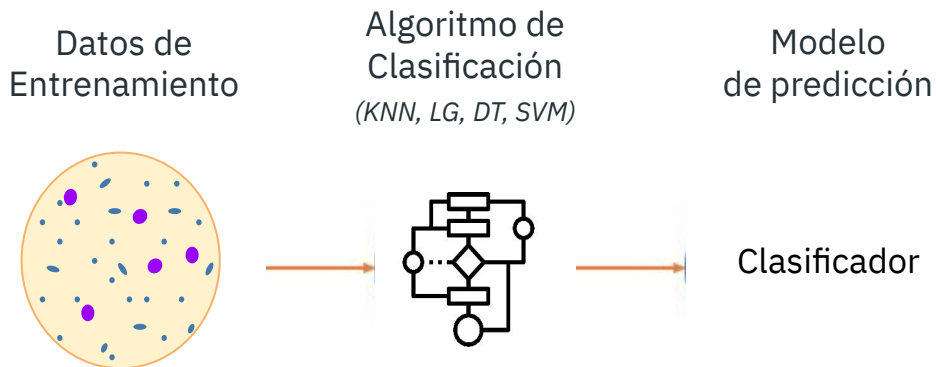 Datos de
Entrenamiento
Algoritmo de
Clasificación
(KNN, LG, DT, SVM)
Modelo
de predicción
Clasificador